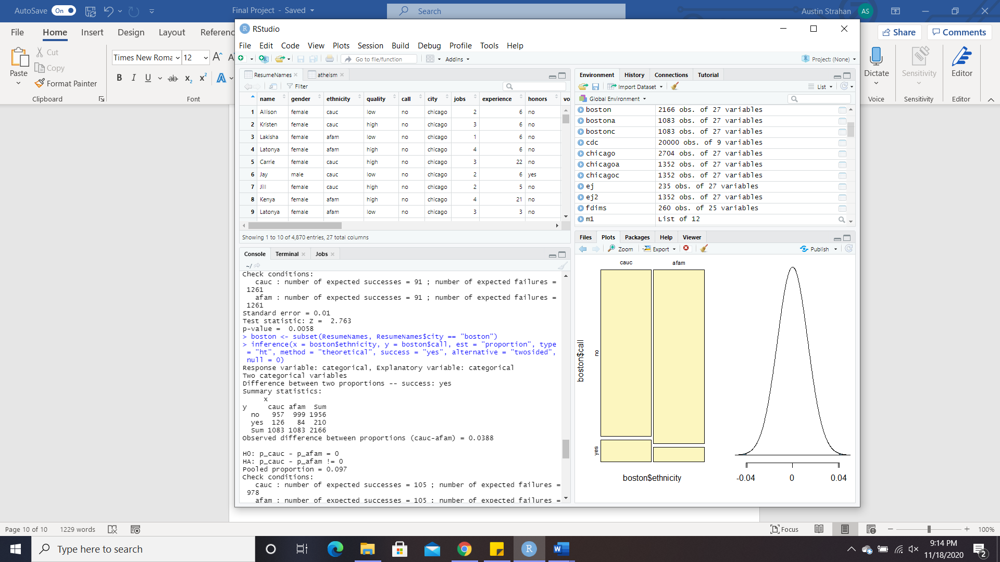 AutoSave On Final Project - Saved Search Austin Strahan AS
File Home Insert Design Layout Referenc Share Comments
Times New Roma 12 A A
Paste Cut
Copy
Format Painter
B I U ab x2 x2 A
Clipboard Font
Dictate Sensitivity Editor
Voice Sensitivity Editor
R RStudio
File Edit Code View Plots Session Build Debug Profile Tools Help
Go to file/function Addins Project: (None)
ResumeNames atheism
Filter
name gender ethnicity quality call city jobs experience honors vo
1 Allison female cauc low no chicago 2 6 no
2 Kristen female cauc high no chicago 3 6 no
3 Lakisha female afam low no chicago 1 6 no
4 Latonya female afam high no chicago 4 6 no
5 Carrie female cauc high no chicago 3 22 no
6 Jay male cauc low no chicago 2 6 yes
7 Jill female cauc high no chicago 2 5 no
8 Kenya female afam high no chicago 4 21 no
9 Latonya female afam low no chicago 3 3 no
Showing 1 to 10 of 4,870 entries, 27 total columns
Environment History Connections Tutorial
Import Dataset List
Global Environment
boston 2166 obs. of 27 variables
bostona 1083 obs. of 27 variables
bostonc 1083 obs. of 27 variables
cdc 20000 obs. of 9 variables
chicago 2704 obs. of 27 variables
chicagoa 1352 obs. of 27 variables
chicagoc 1352 obs. of 27 variables
ej 235 obs. of 27 variables
ej2 1352 obs. of 27 variables
fdims 260 obs. of 25 variables
m1 List of 12
Console Terminal Jobs
~/
Check conditions:
cauc : number of expected successes = 91 ; number of expected failures =
1261
afam : number of expected successes = 91 ; number of expected failures =
1261
Standard error = 0.01
Test statistic: Z = 2.763
p-value = 0.0058
> boston <- subset(ResumeNames, ResumeNames$city == "boston")
> inference(x = boston$ethnicity, y = boston$call, est = "proportion", type
= "ht", method = "theoretical", success = "yes", alternative = "twosided",
null = 0)
Response variable: categorical, Explanatory variable: categorical
Two categorical variables
Difference between two proportions -- success: yes
Summary statistics:
x
y cauc afam Sum
no 957 999 1956
yes 126 84 210
Sum 1083 1083 2166
Observed difference between proportions (cauc-afam) = 0.0388
H0: p_cauc - p_afam = 0
HA: p_cauc - p_afam != 0
Pooled proportion = 0.097
Check conditions:
cauc : number of expected successes = 105 ; number of expected failures =
978
afam : number of expected successes = 105 ; number of expected failures =
Files Plots Packages Help Viewer
Zoom Export Publish
cauc afam
boston$call
no
yes
boston$ethnicity
-0.04 0 0.04
Page 10 of 10 1229 words Focus 100%
Type here to search
R W
9:14 PM
11/18/2020
2